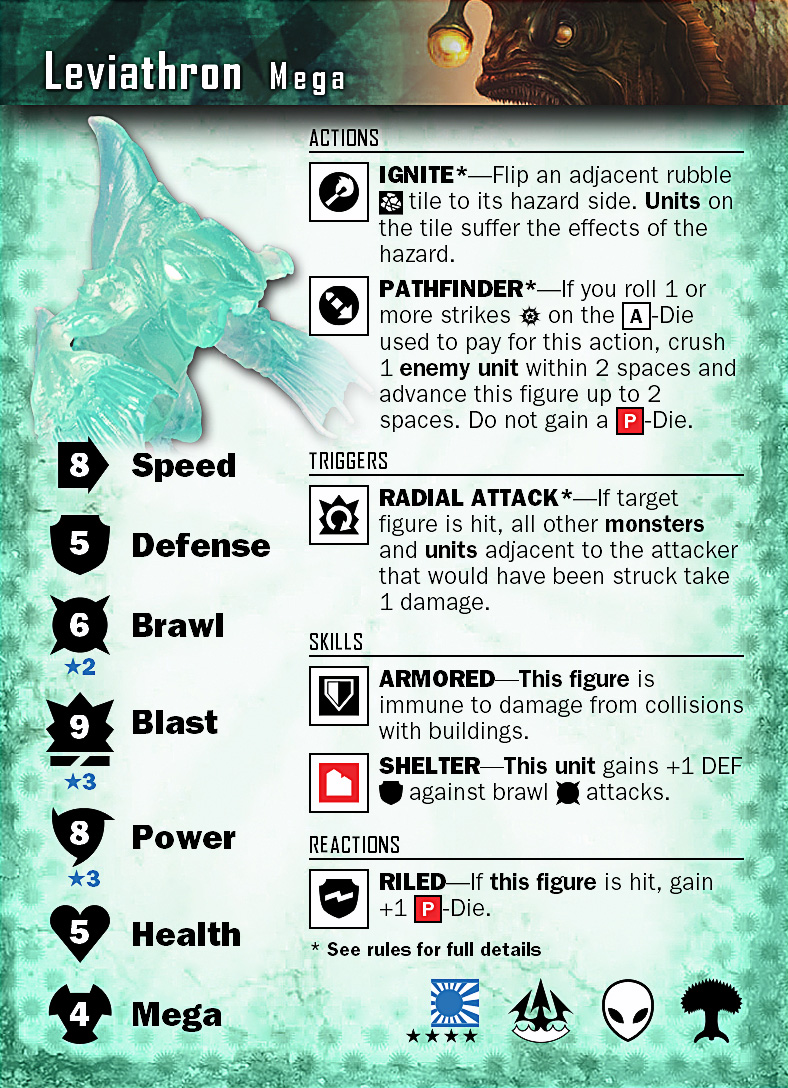 Leviathron Mega
ACTIONS
IGNITE*—Flip an adjacent rubble
tile to its hazard side. Units on
the tile suffer the effects of the
hazard.
PATHFINDER*—If you roll 1 or
more strikes on the A-Die
used to pay for this action, crush
1 enemy unit within 2 spaces and
advance this figure up to 2
spaces. Do not gain a P-Die.
8 Speed
5 Defense
6 Brawl
★2
9 Blast
★3
8 Power
★3
5 Health
4 Mega
TRIGGERS
RADIAL ATTACK*—If target
figure is hit, all other monsters
and units adjacent to the attacker
that would have been struck take
1 damage.
SKILLS
ARMORED—This figure is
immune to damage from collisions
with buildings.
SHELTER—This unit gains +1 DEF
against brawl attacks.
REACTIONS
RILED—If this figure is hit, gain
+1 P-Die.
* See rules for full details
★★★★